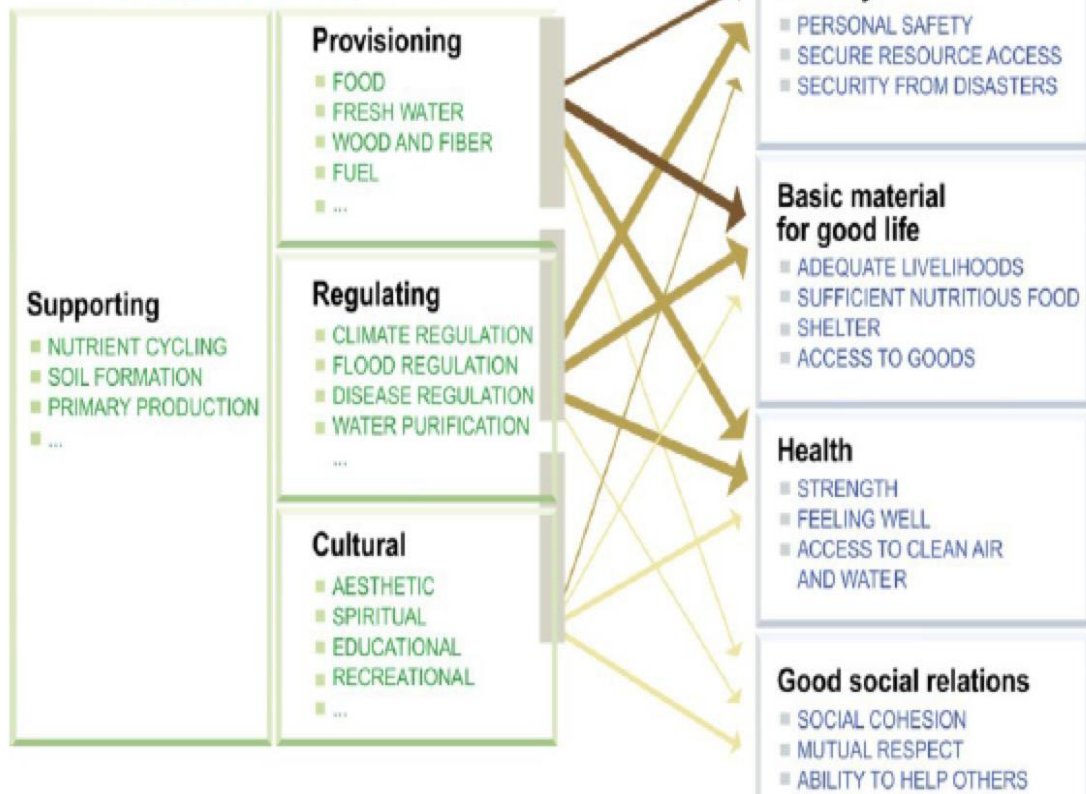 Supporting
NUTRIENT CYCLING
SOIL FORMATION
PRIMARY PRODUCTION
...
Provisioning
FOOD
FRESH WATER
WOOD AND FIBER
FUEL
...
Regulating
CLIMATE REGULATION
FLOOD REGULATION
DISEASE REGULATION
WATER PURIFICATION
...
Cultural
AESTHETIC
SPIRITUAL
EDUCATIONAL
RECREATIONAL
...
PERSONAL SAFETY
SECURE RESOURCE ACCESS
SECURITY FROM DISASTERS
Basic material
for good life
ADEQUATE LIVELIHOODS
SUFFICIENT NUTRITIOUS FOOD
SHELTER
ACCESS TO GOODS
Health
STRENGTH
FEELING WELL
ACCESS TO CLEAN AIR
AND WATER
Good social relations
SOCIAL COHESION
MUTUAL RESPECT
ABILITY TO HELP OTHERS